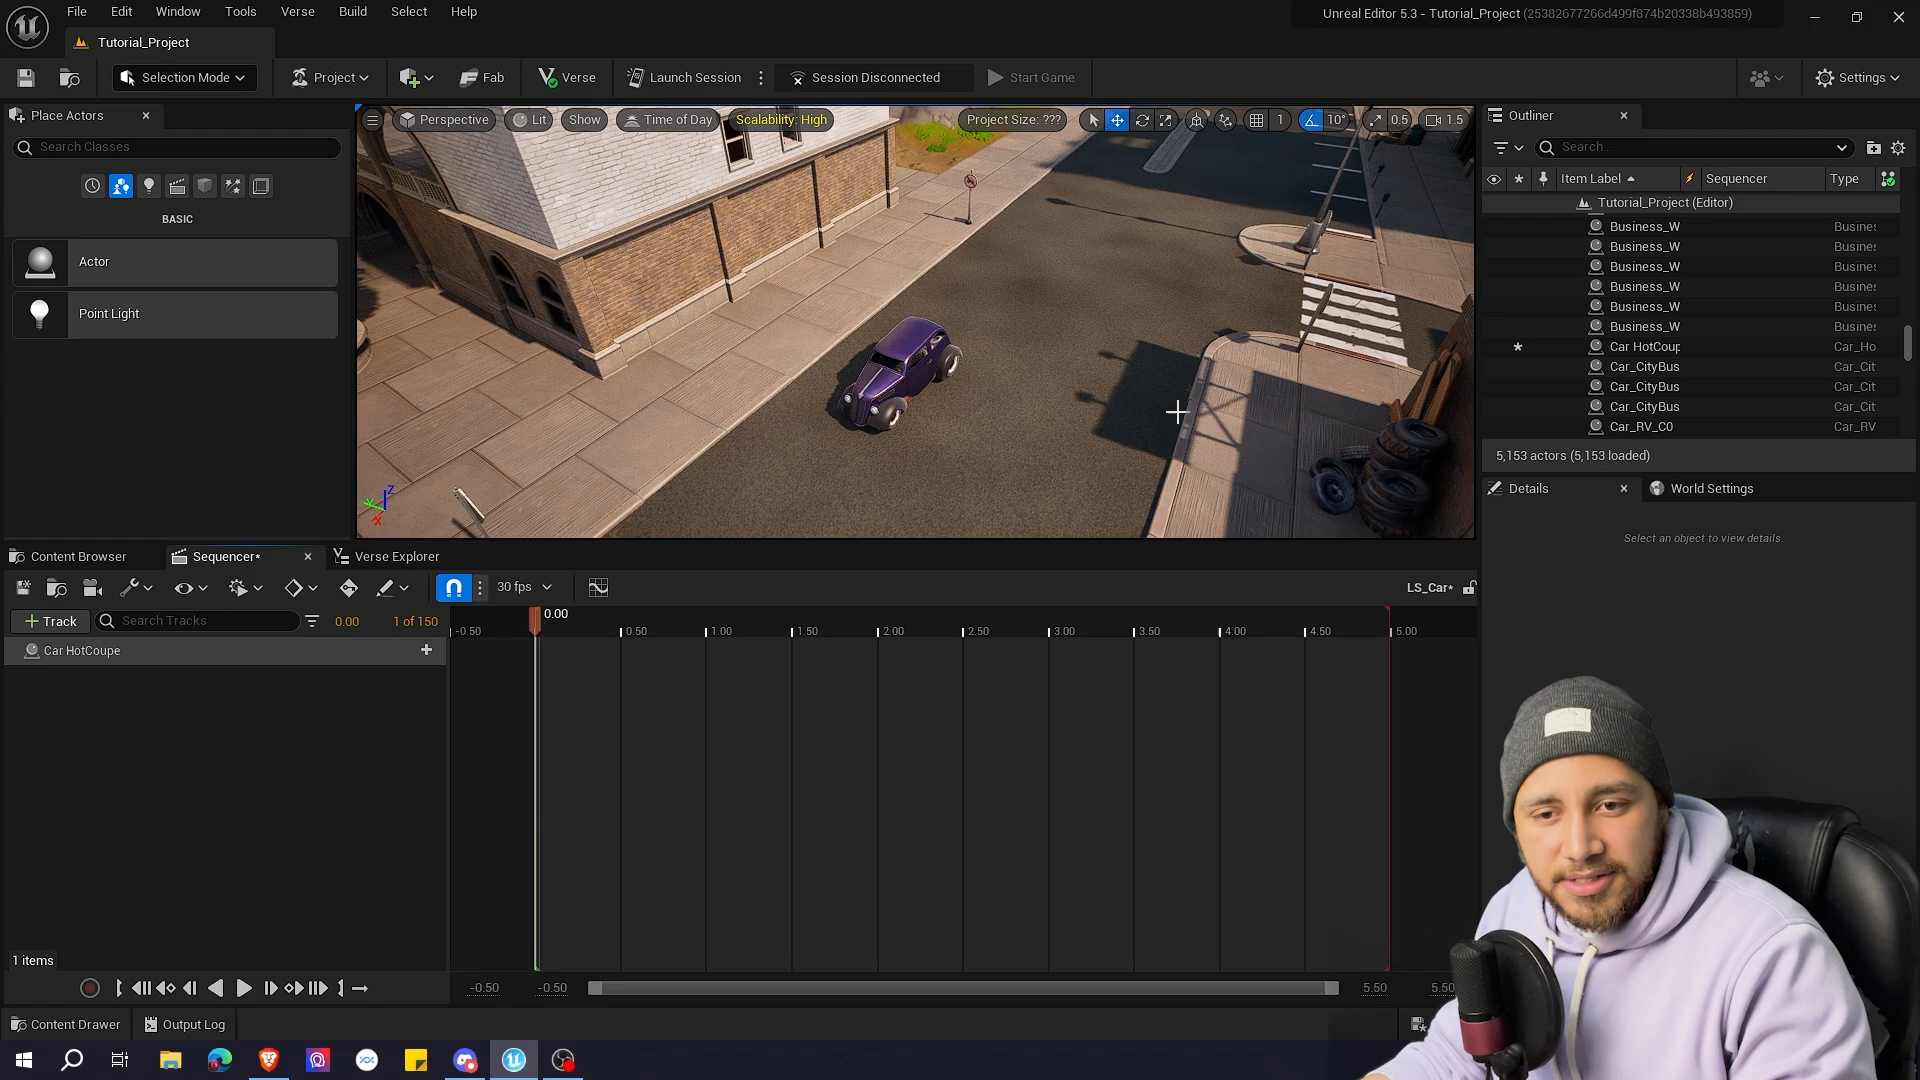 File Edit Window Tools Verse Build Select Help
Unreal Editor 5.3 - Tutorial_Project (25382677266d499f874b20338b493859)
Tutorial_Project
Selection Mode Project Fab Verse Launch Session Session Disconnected Start Game Settings
Place Actors
Search Classes
BASIC
Actor
Point Light
Perspective Lit Show Time of Day Scalability: High Project Size: ??? 1 10° 0.5 1.5
Z
Y
X
Outliner
Search...
Item Label Sequencer Type
Tutorial_Project (Editor)
Business_W Busines
Business_W Busines
Business_W Busines
Business_W Busines
Business_W Busines
Business_W Busines
Car HotCoup Car_Ho
Car_CityBus Car_Cit
Car_CityBus Car_Cit
Car_CityBus Car_Cit
Car_RV_C0 Car_RV
5,153 actors (5,153 loaded)
Details World Settings
Select an object to view details.
Content Browser Sequencer* Verse Explorer
30 fps LS_Car*
+ Track Search Tracks 0.00 1 of 150
0.00
-0.50 0.50 1.00 1.50 2.00 2.50 3.00 3.50 4.00 4.50 5.00
Car HotCoupe
1 items
-0.50 -0.50 5.50 5.50
Content Drawer Output Log